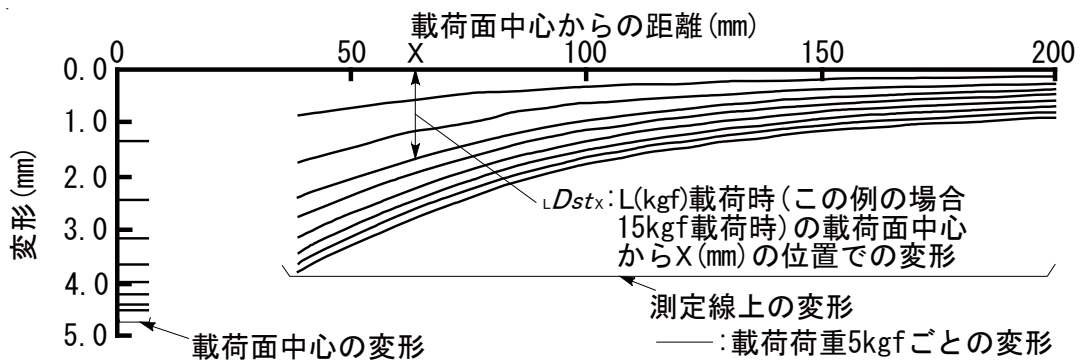 載荷面中心からの距離(㎜)
0 50 X 100 150 200
0.0
1.0
2.0
3.0
4.0
5.0
変形(㎜)
LDstx:L(kgf)載荷時(この例の場合
15kgf載荷時)の載荷面中心
からX(㎜)の位置での変形
測定線上の変形
載荷面中心の変形
:載荷荷重5kgfごとの変形